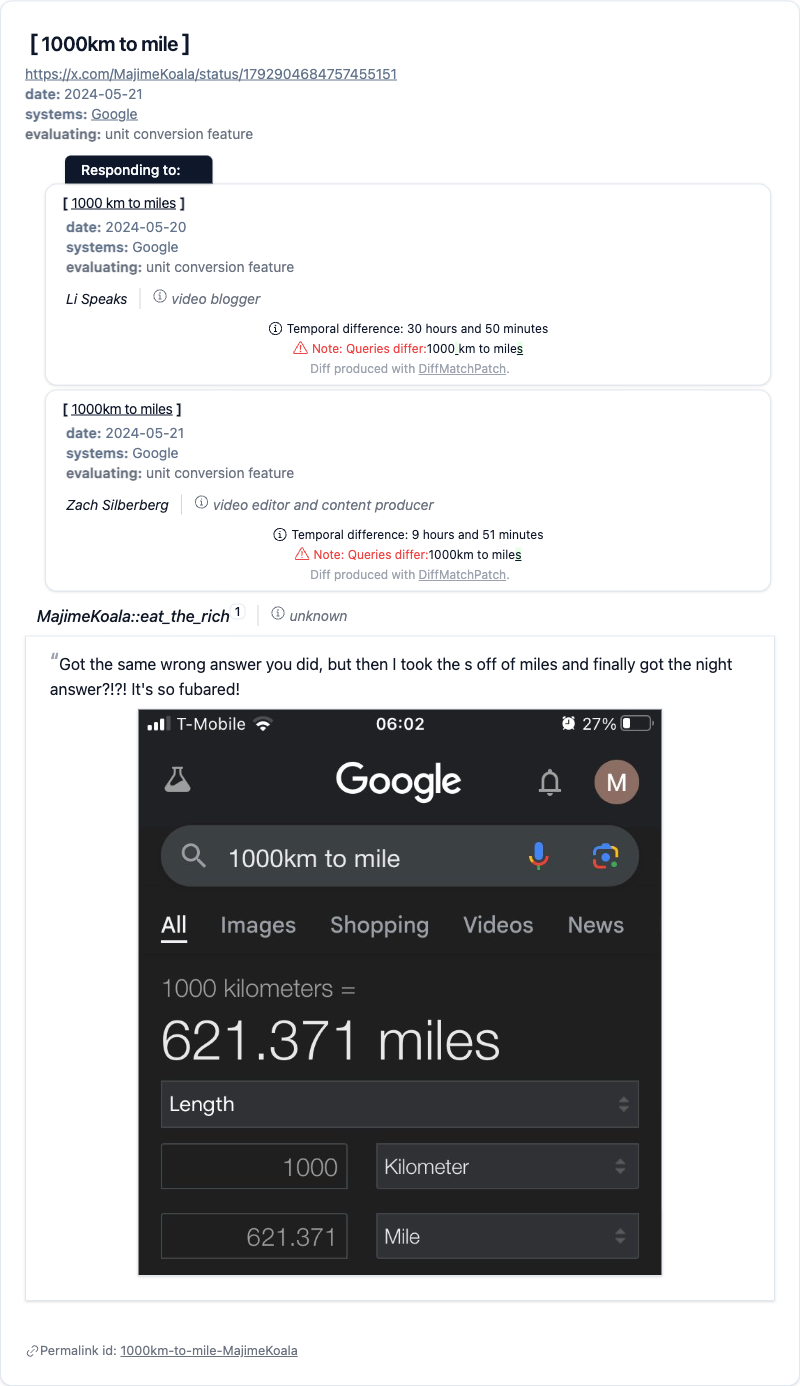 [ 1000km to mile ]
https://x.com/MajimeKoala/status/1792904684757455151
date: 2024-05-21
systems: Google
evaluating: unit conversion feature
Responding to:
[ 1000 km to miles ]
date: 2024-05-20
systems: Google
evaluating: unit conversion feature
Li Speaks ⓘ video blogger
ⓘ Temporal difference: 30 hours and 50 minutes
⚠ Note: Queries differ:1000 km to miles
Diff produced with DiffMatchPatch.
[ 1000km to miles ]
date: 2024-05-21
systems: Google
evaluating: unit conversion feature
Zach Silberberg ⓘ video editor and content producer
ⓘ Temporal difference: 9 hours and 51 minutes
⚠ Note: Queries differ:1000km to miles
Diff produced with DiffMatchPatch.
MajimeKoala::eat_the_rich 1 ⓘ unknown
“Got the same wrong answer you did, but then I took the s off of miles and finally got the night
answer?!?! It's so fubared!
T-Mobile 06:02 27%
Google M
1000km to mile
All Images Shopping Videos News
1000 kilometers =
621.371 miles
Length
1000 Kilometer
621.371 Mile
Permalink id: 1000km-to-mile-MajimeKoala